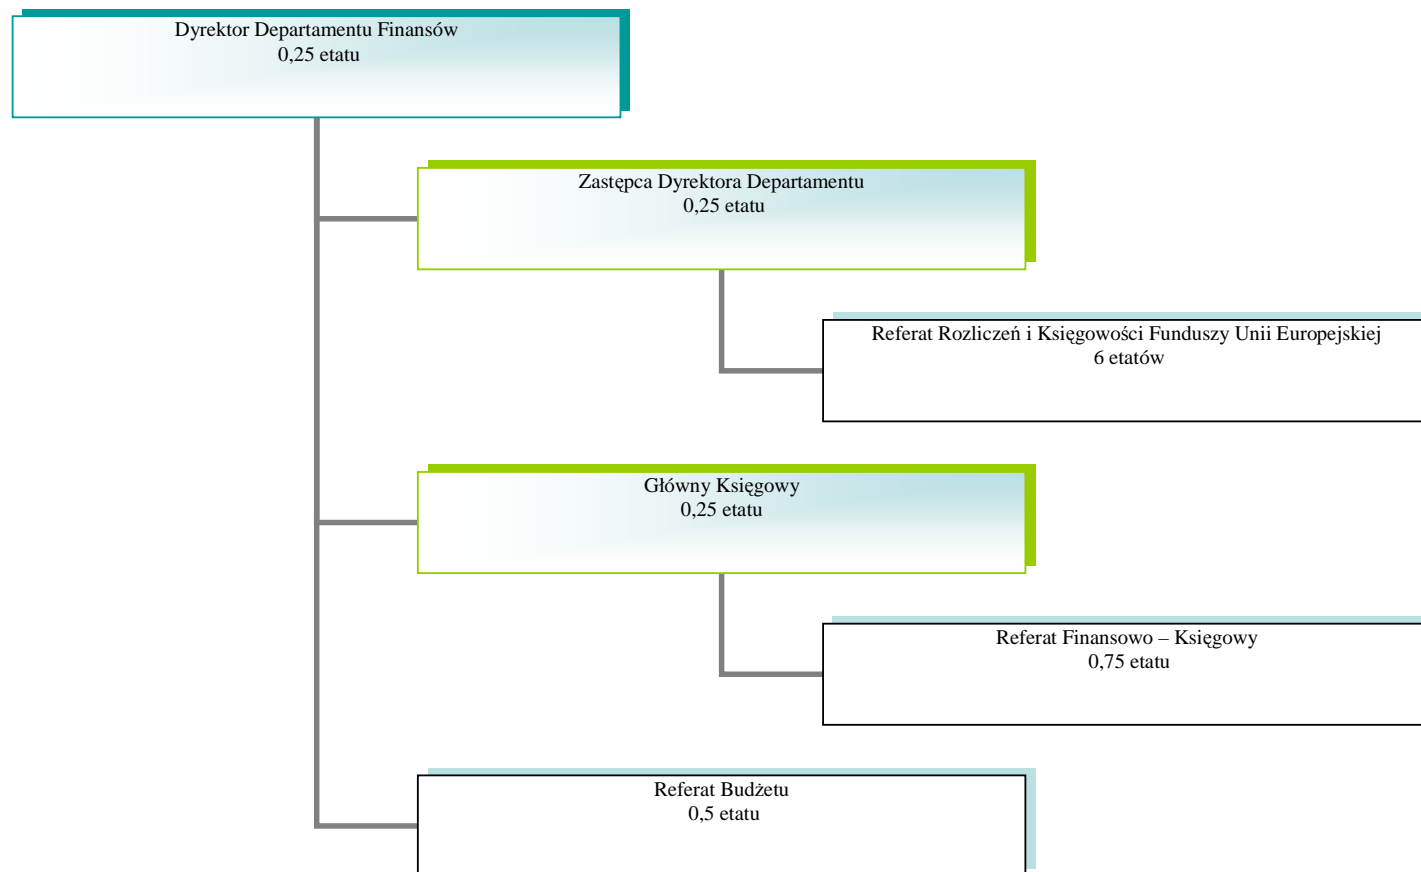 Dyrektor Departamentu Finansów
0,25 etatu
Zastępca Dyrektora Departamentu
0,25 etatu
Referat Rozliczeń i Księgowości Funduszy Unii Europejskiej
6 etatów
Główny Księgowy
0,25 etatu
Referat Finansowo – Księgowy
0,75 etatu
Referat Budżetu
0,5 etatu